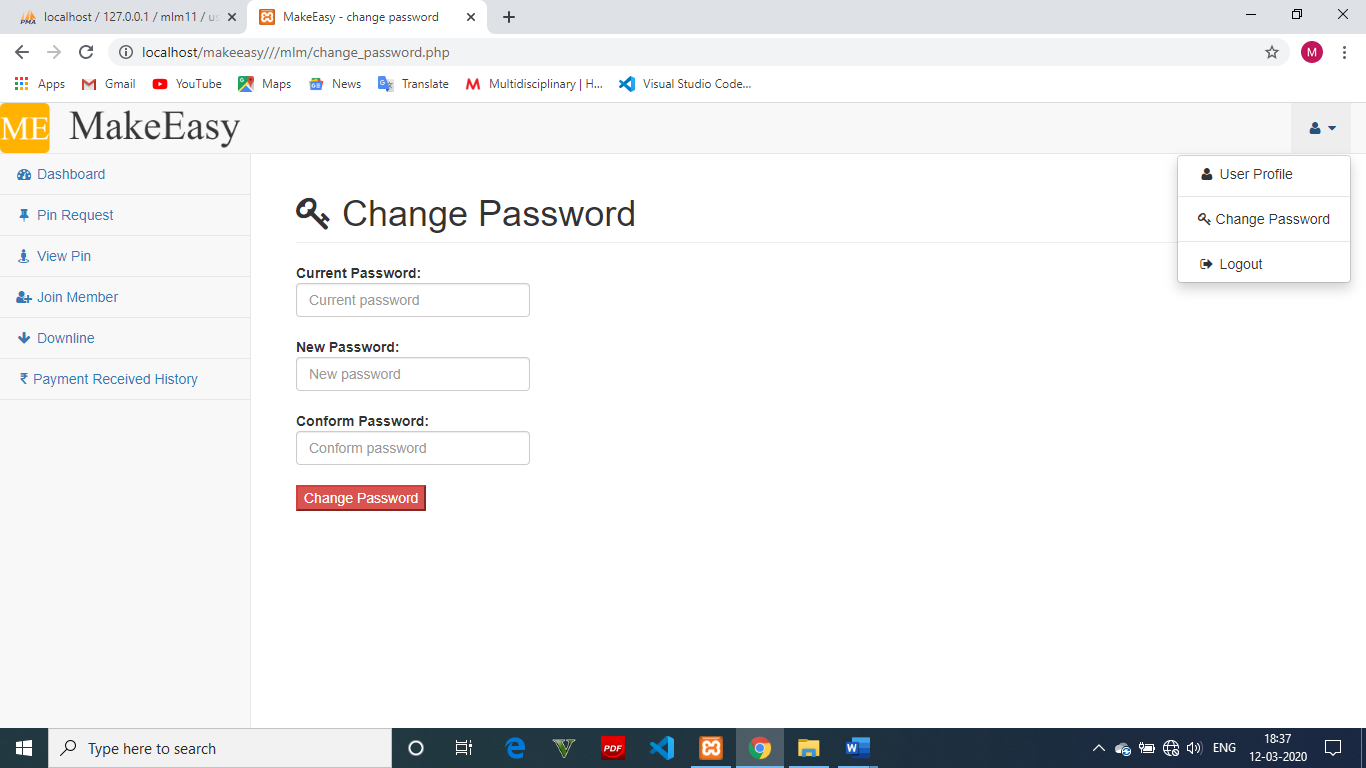 localhost / 127.0.0.1 / mlm11 / us
MakeEasy - change password
localhost/makeeasy///mlm/change_password.php
M
Apps
Gmail
YouTube
Maps
News
Translate
Multidisciplinary | H...
Visual Studio Code...
ME
MakeEasy
Dashboard
Pin Request
View Pin
Join Member
Downline
₹ Payment Received History
User Profile
Change Password
Logout
Change Password
Current Password:
Current password
New Password:
New password
Conform Password:
Conform password
Change Password
Type here to search
PDF
ENG
18:37
12-03-2020